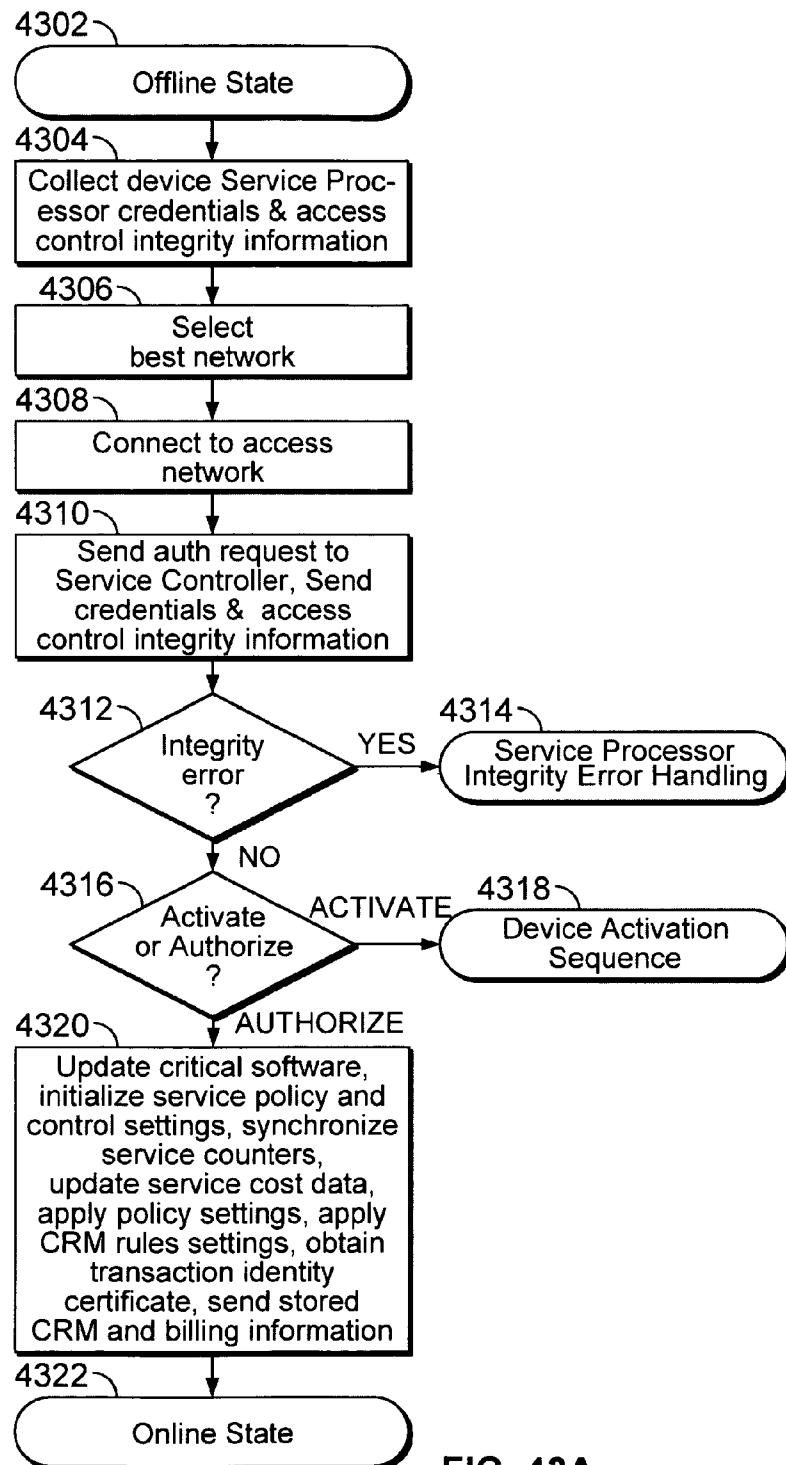 4302
Offline State
4304
Collect device Service Proc-
essor credentials & access
control integrity information
4306
Select
best network
4308
Connect to access
network
4310
Send auth request to
Service Controller, Send
credentials & access
control integrity information
4312
Integrity
error
?
YES
4314
Service Processor
Integrity Error Handling
NO
4316
Activate
or Authorize
?
ACTIVATE
4318
Device Activation
Sequence
AUTHORIZE
4320
Update critical software,
initialize service policy and
control settings, synchronize
service counters,
update service cost data,
apply policy settings, apply
CRM rules settings, obtain
transaction identity
certificate, send stored
CRM and billing information
4322
Online State
FIG. 43A